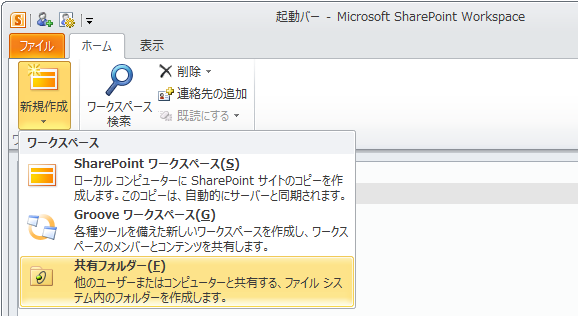 起動バー - Microsoft SharePoint Workspace
ファイル ホーム 表示
新規作成
ワークスペース
検索
削除
連絡先の追加
既読にする
ワークスペース
SharePoint ワークスペース(S)
ローカル コンピューターに SharePoint サイトのコピーを作
成します。このコピーは、自動的にサーバーと同期されます。
Groove ワークスペース(G)
各種ツールを備えた新しいワークスペースを作成し、ワークス
ペースのメンバーとコンテンツを共有します。
共有フォルダー(F)
他のユーザーまたはコンピューターと共有する、ファイル シス
テム内のフォルダーを作成します。